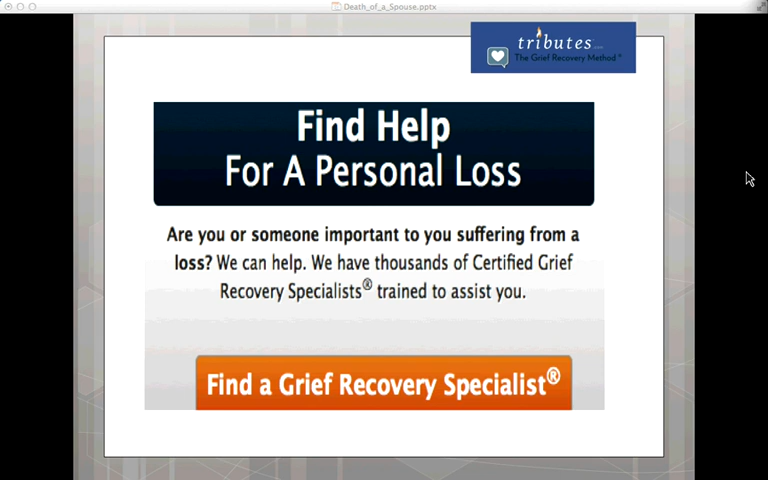 Death_of_a_Spouse.pptx
tributes.com
The Grief Recovery Method®
Find Help
For A Personal Loss
Are you or someone important to you suffering from a
loss? We can help. We have thousands of Certified Grief
Recovery Specialists® trained to assist you.
Find a Grief Recovery Specialist®